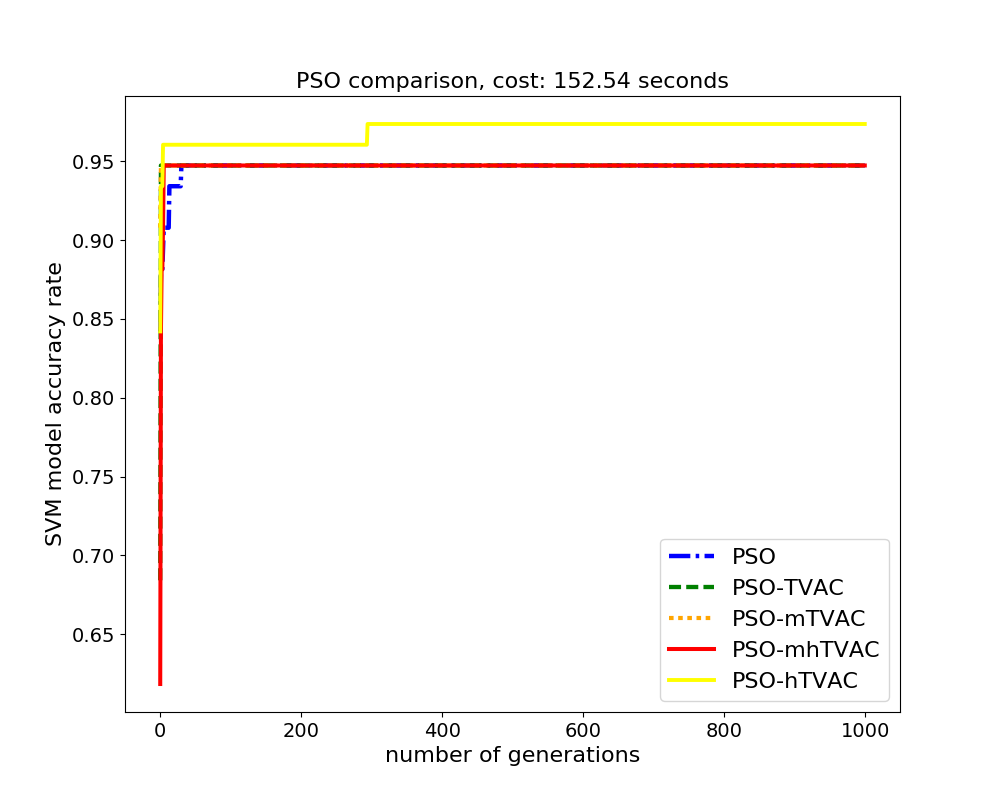 PSO comparison, cost: 152.54 seconds
SVM model accuracy rate
0.95
0.90
0.85
0.80
0.75
0.70
0.65
PSO
PSO-TVAC
PSO-mTVAC
PSO-mhTVAC
PSO-hTVAC
0 200 400 600 800 1000
number of generations